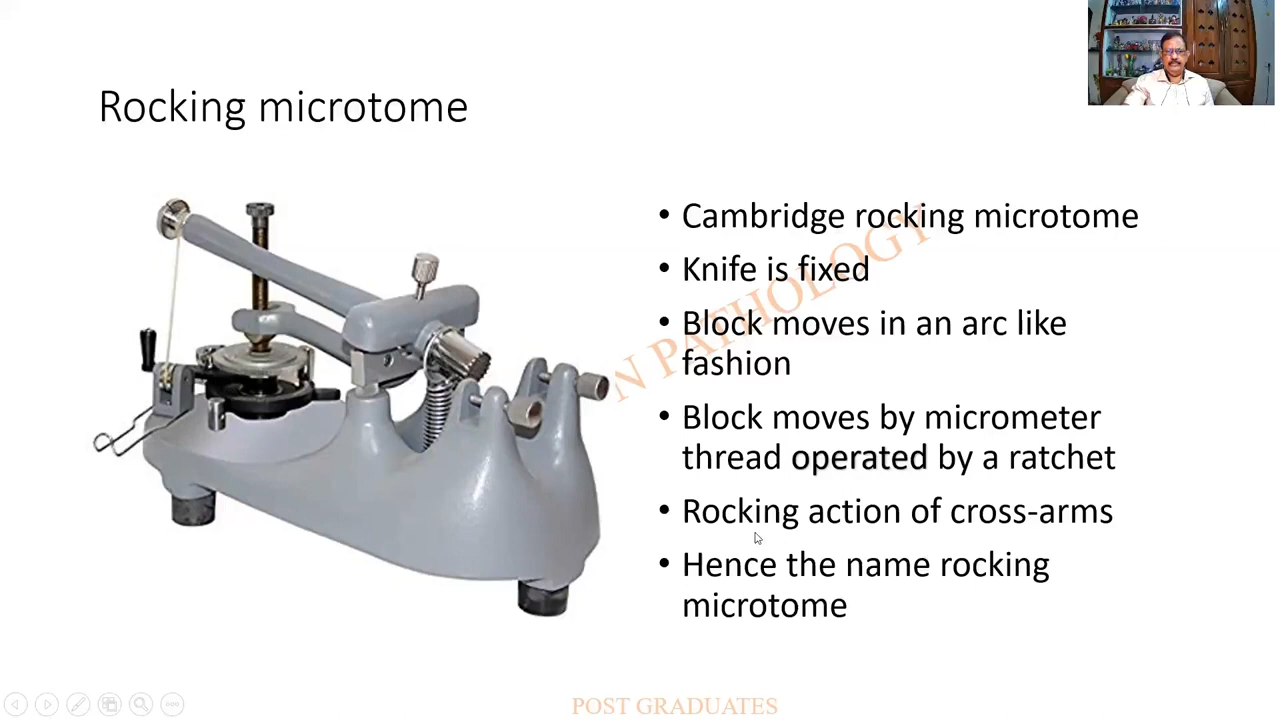 Rocking microtome
• Cambridge rocking microtome
• Knife is fixed
• Block moves in an arc like
fashion
• Block moves by micrometer
thread operated by a ratchet
• Rocking action of cross-arms
• Hence the name rocking
microtome
N PATHOLOGY
POST GRADUATES